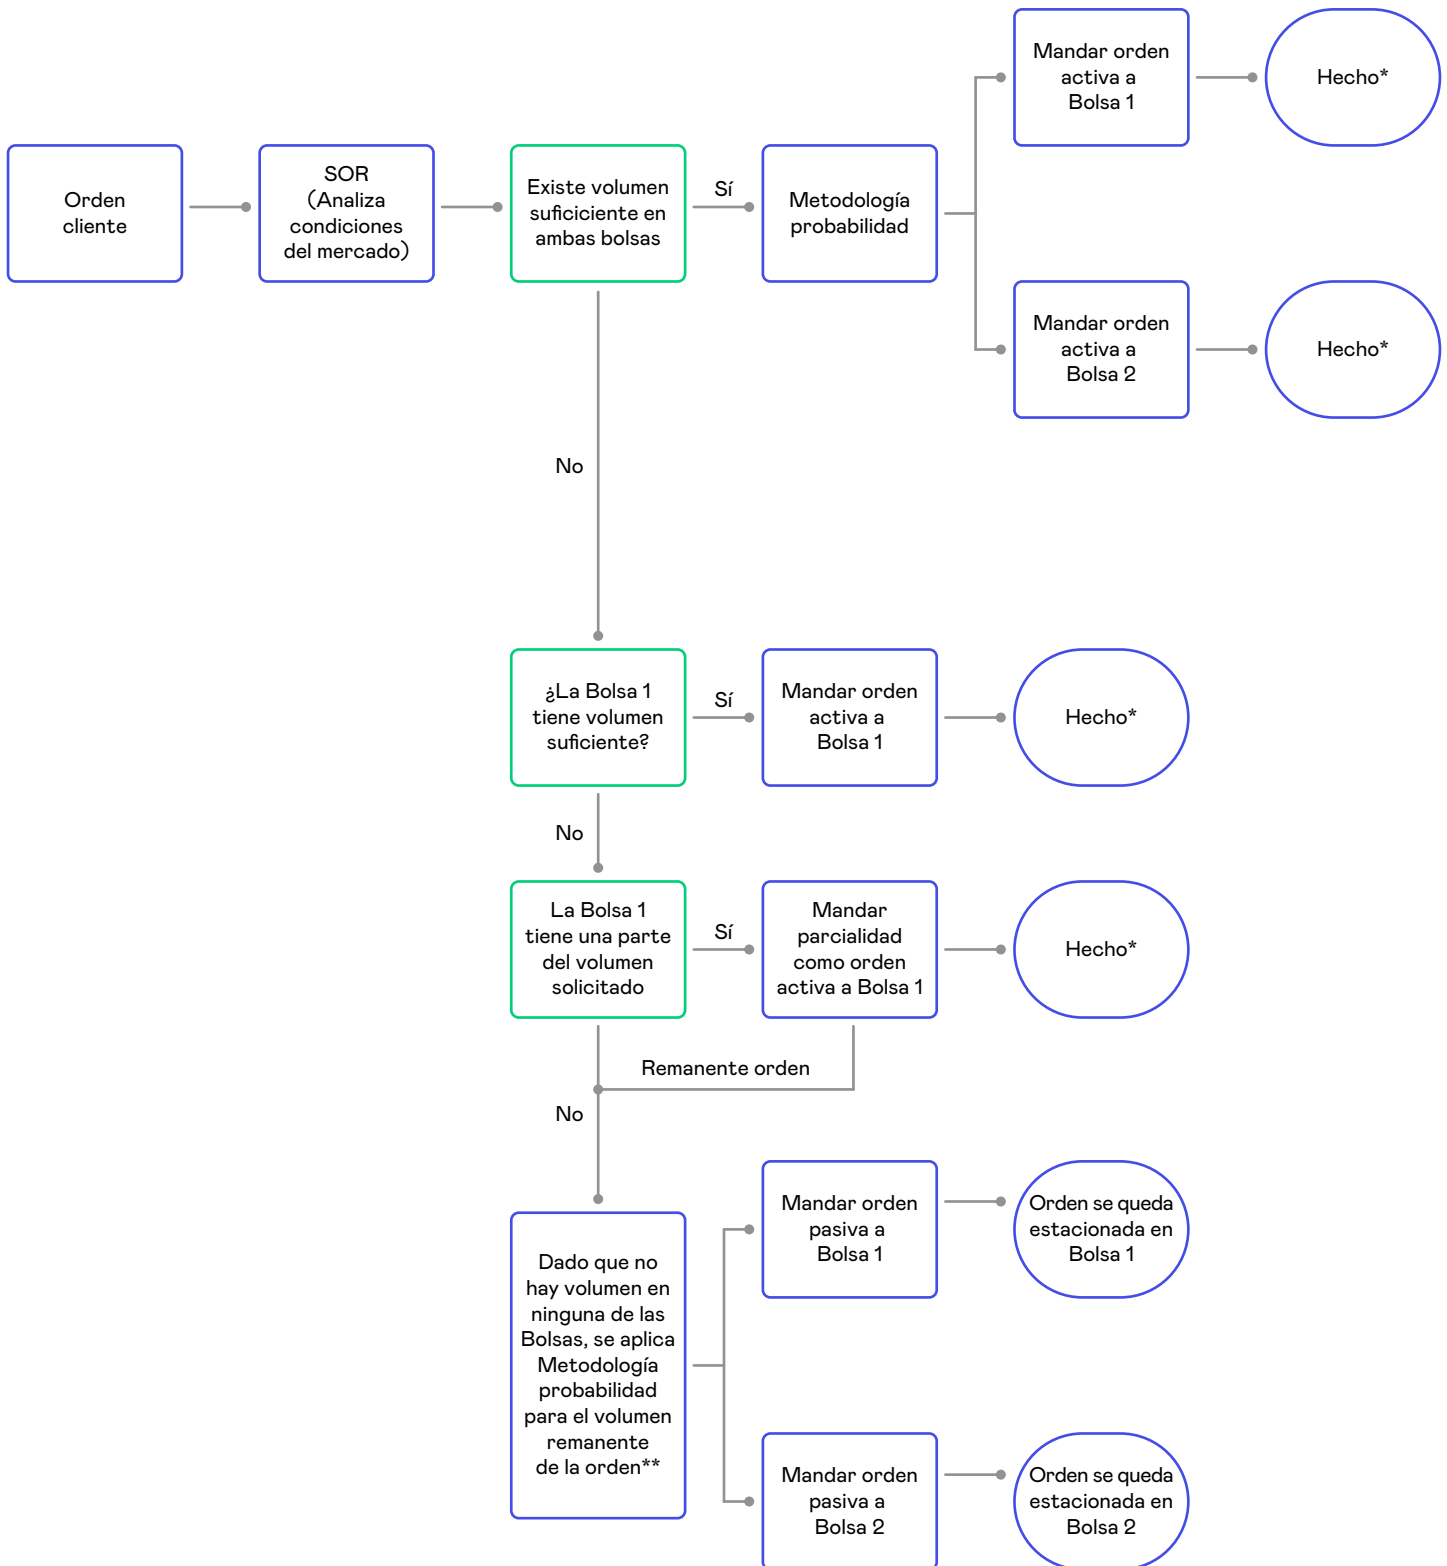 Orden
cliente
SOR
(Analiza
condiciones
del mercado)
Existe volumen
suficiciente en
ambas bolsas
Sí
Metodología
probabilidad
Mandar orden
activa a
Bolsa 1
Hecho*
Mandar orden
activa a
Bolsa 2
Hecho*
No
¿La Bolsa 1
tiene volumen
suficiente?
Sí
Mandar orden
activa a
Bolsa 1
Hecho*
No
La Bolsa 1
tiene una parte
del volumen
solicitado
Sí
Mandar
parcialidad
como orden
activa a Bolsa 1
Hecho*
Remanente orden
No
Dado que no
hay volumen en
ninguna de las
Bolsas, se aplica
Metodología
probabilidad
para el volumen
remanente
de la orden**
Mandar orden
pasiva a
Bolsa 1
Orden se queda
estacionada en
Bolsa 1
Mandar orden
pasiva a
Bolsa 2
Orden se queda
estacionada en
Bolsa 2